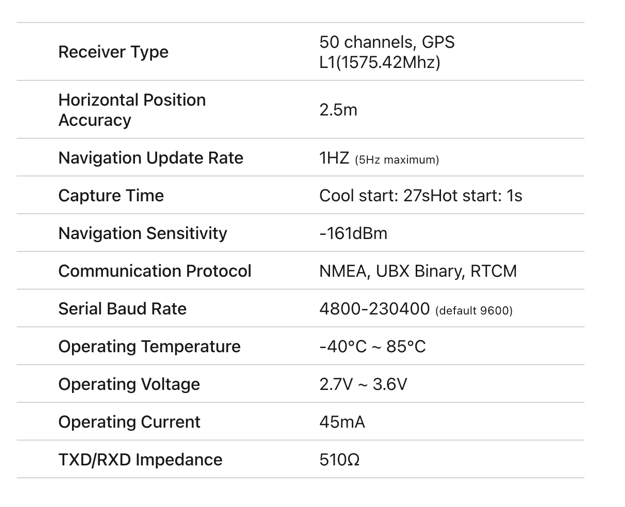 Receiver Type
50 channels, GPS
L1(1575.42Mhz)
Horizontal Position
Accuracy
2.5m
Navigation Update Rate
1HZ (5Hz maximum)
Capture Time
Cool start: 27sHot start: 1s
Navigation Sensitivity
-161dBm
Communication Protocol
NMEA, UBX Binary, RTCM
Serial Baud Rate
4800-230400 (default 9600)
Operating Temperature
-40°C ~ 85°C
Operating Voltage
2.7V ~ 3.6V
Operating Current
45mA
TXD/RXD Impedance
510Ω